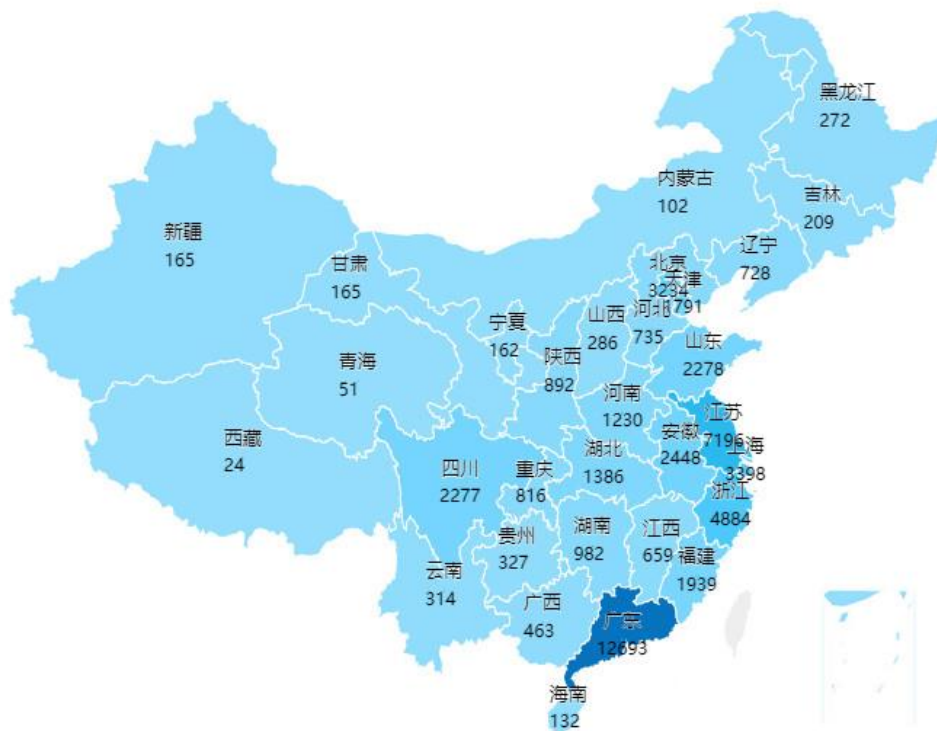 黑龙江
272
内蒙古
102
吉林
209
新疆
165
甘肃
165
辽宁
728
北京
3234
天津
791
宁夏
162
山西
286
河北
735
陕西
892
山东
2278
青海
51
河南
1230
江苏
7196
安徽
2448
上海
3398
西藏
24
四川
2277
重庆
816
湖北
1386
浙江
4884
贵州
327
湖南
982
江西
659
福建
1939
云南
314
广西
463
广东
12693
海南
132